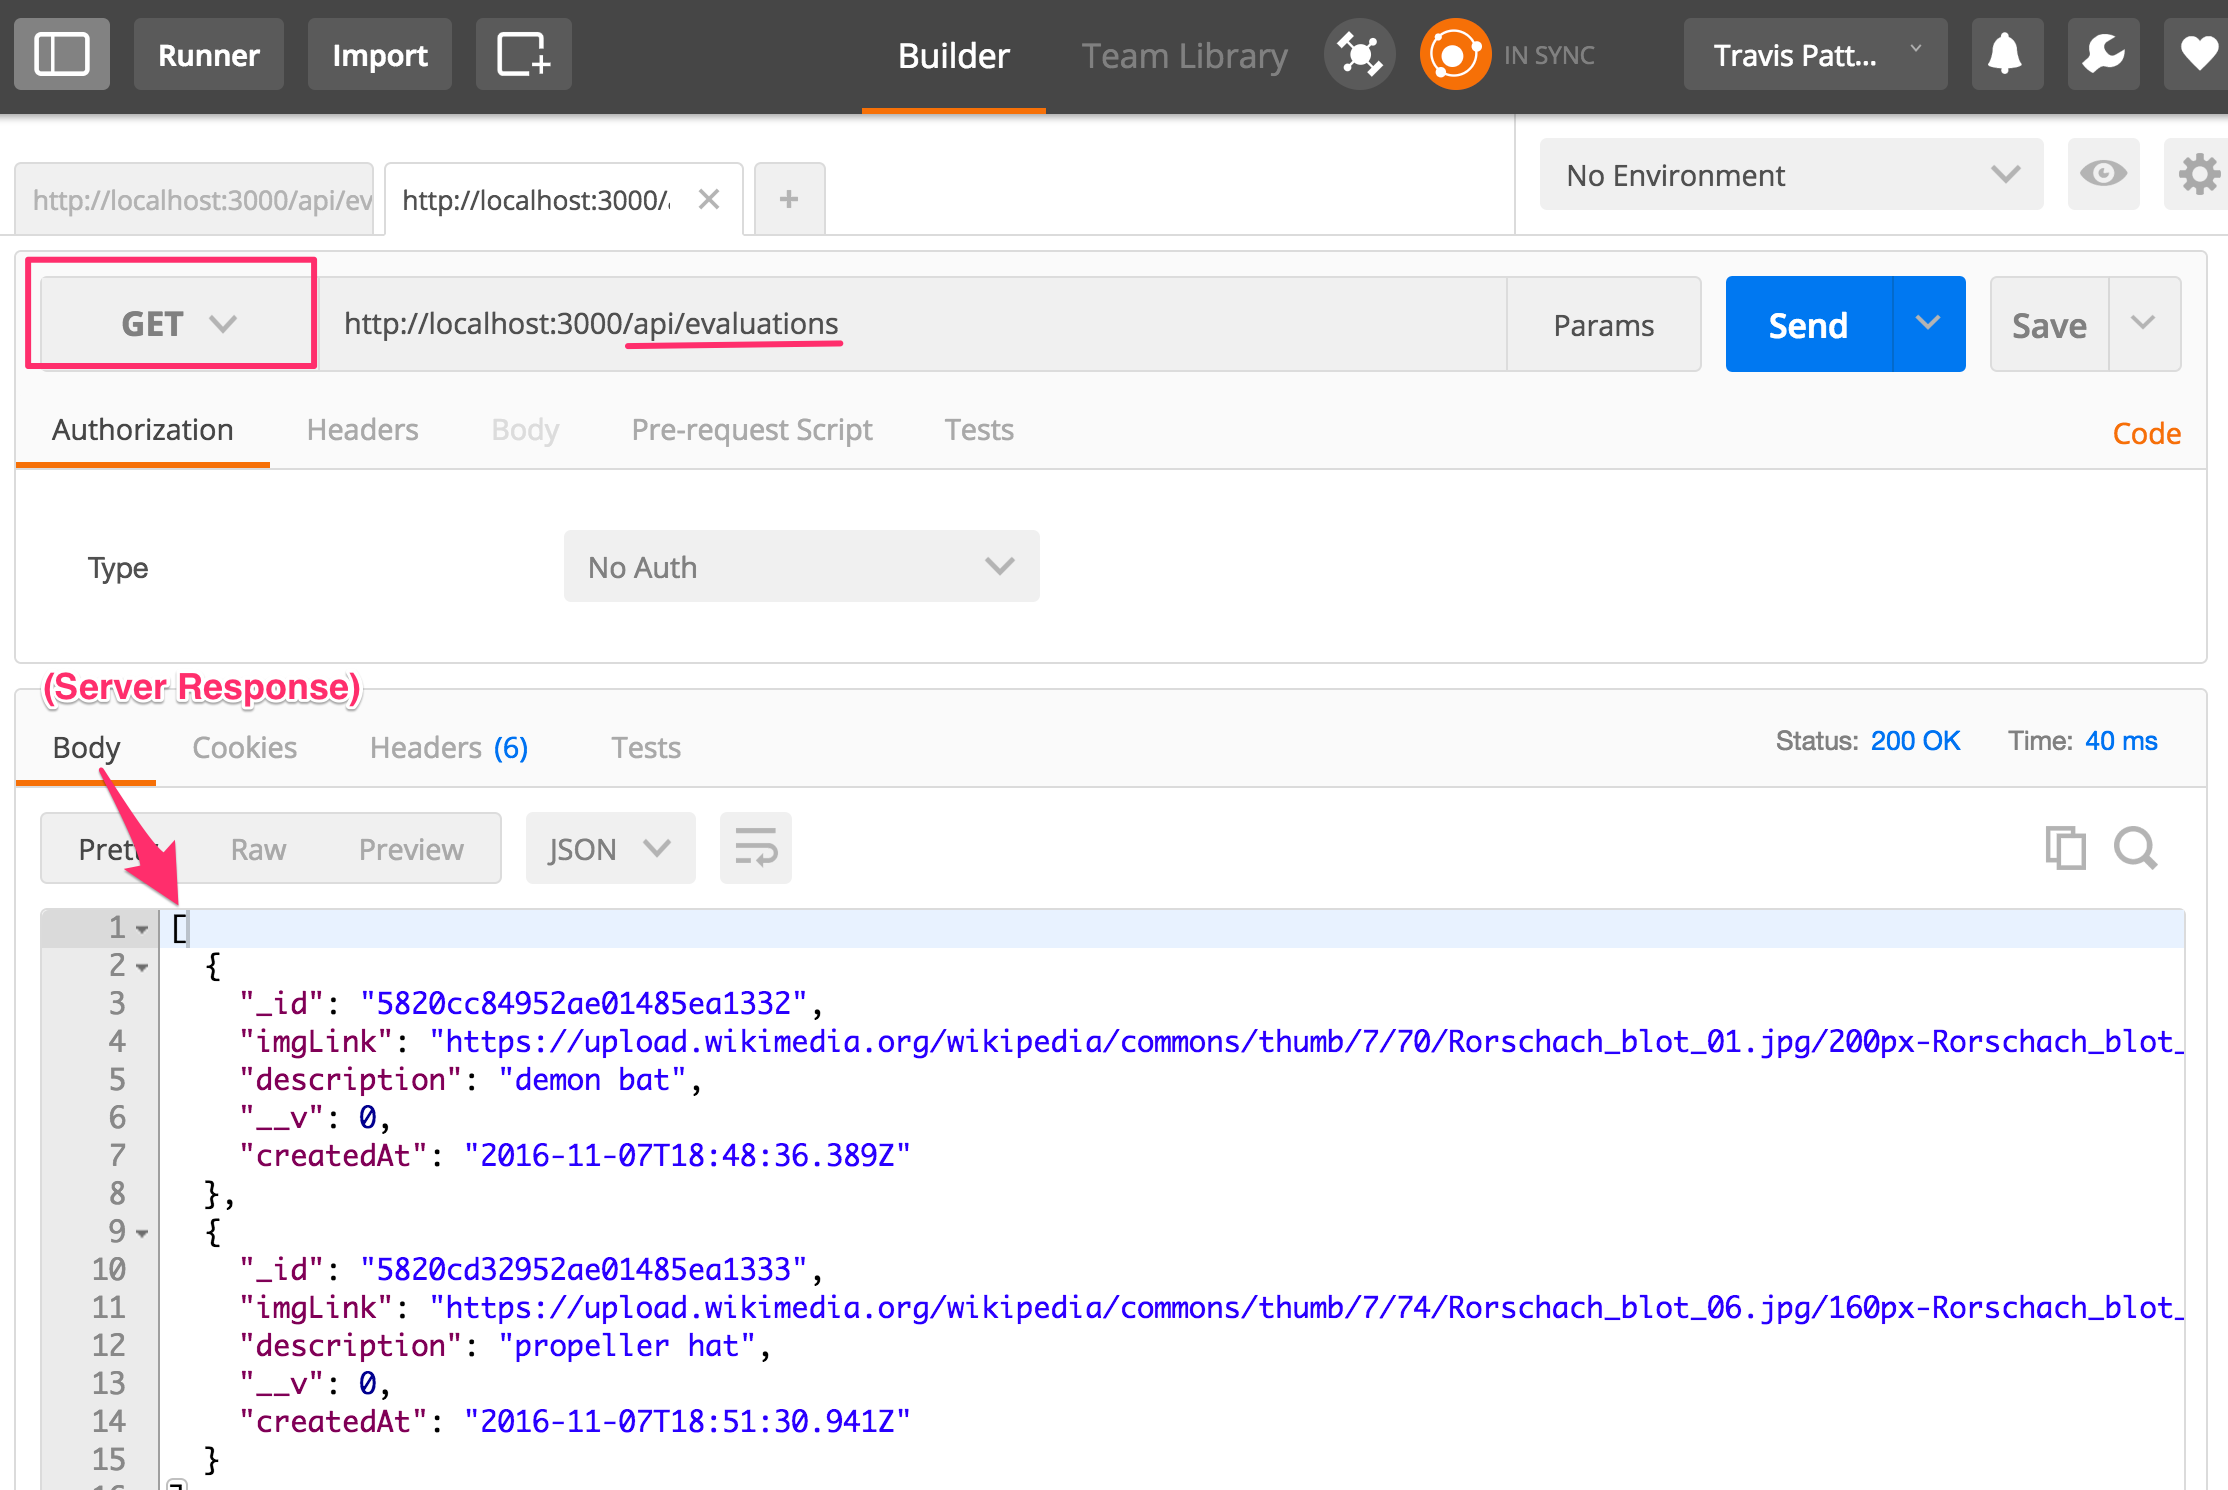 Runner Import Builder Team Library IN SYNC Travis Patt...
http://localhost:3000/api/ev http://localhost:3000/ + No Environment
GET http://localhost:3000/api/evaluations Params Send Save
Authorization Headers Body Pre-request Script Tests Code
Type No Auth
(Server Response)
Body Cookies Headers (6) Tests Status: 200 OK Time: 40 ms
Pretty Raw Preview JSON
1 [
2 {
3 "_id": "5820cc84952ae01485ea1332",
4 "imgLink": "https://upload.wikimedia.org/wikipedia/commons/thumb/7/70/Rorschach_blot_01.jpg/200px-Rorschach_blot_
5 "description": "demon bat",
6 "__v": 0,
7 "createdAt": "2016-11-07T18:48:36.389Z"
8 },
9 {
10 "_id": "5820cd32952ae01485ea1333",
11 "imgLink": "https://upload.wikimedia.org/wikipedia/commons/thumb/7/74/Rorschach_blot_06.jpg/160px-Rorschach_blot_
12 "description": "propeller hat",
13 "__v": 0,
14 "createdAt": "2016-11-07T18:51:30.941Z"
15 }